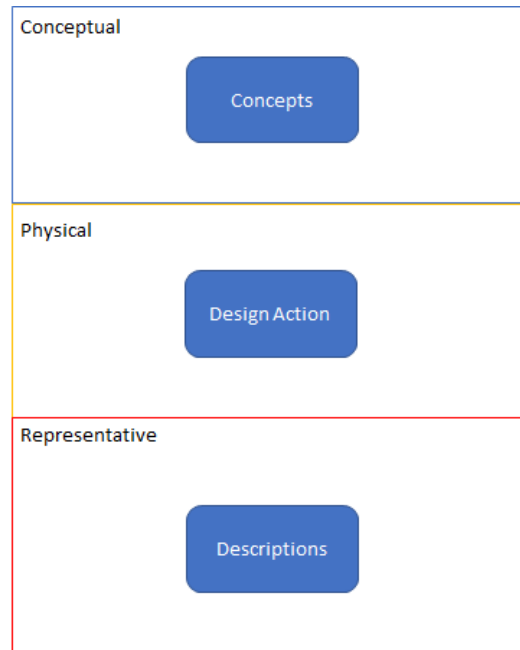 Conceptual
Concepts
Physical
Design Action
Representative
Descriptions